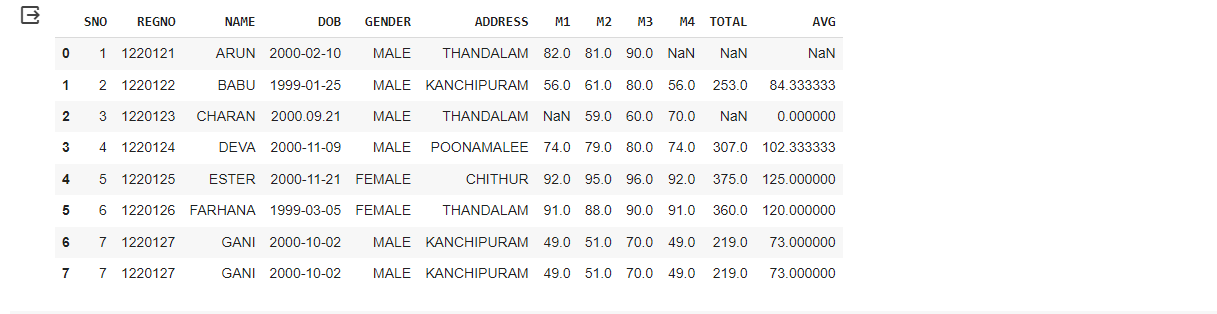 SNO REGNO NAME DOB GENDER ADDRESS M1 M2 M3 M4 TOTAL AVG
0 1 1220121 ARUN 2000-02-10 MALE THANDALAM 82.0 81.0 90.0 NaN NaN NaN
1 2 1220122 BABU 1999-01-25 MALE KANCHIPURAM 56.0 61.0 80.0 56.0 253.0 84.333333
2 3 1220123 CHARAN 2000.09.21 MALE THANDALAM NaN 59.0 60.0 70.0 NaN 0.000000
3 4 1220124 DEVA 2000-11-09 MALE POONAMALEE 74.0 79.0 80.0 74.0 307.0 102.333333
4 5 1220125 ESTER 2000-11-21 FEMALE CHITHUR 92.0 95.0 96.0 92.0 375.0 125.000000
5 6 1220126 FARHANA 1999-03-05 FEMALE THANDALAM 91.0 88.0 90.0 91.0 360.0 120.000000
6 7 1220127 GANI 2000-10-02 MALE KANCHIPURAM 49.0 51.0 70.0 49.0 219.0 73.000000
7 7 1220127 GANI 2000-10-02 MALE KANCHIPURAM 49.0 51.0 70.0 49.0 219.0 73.000000